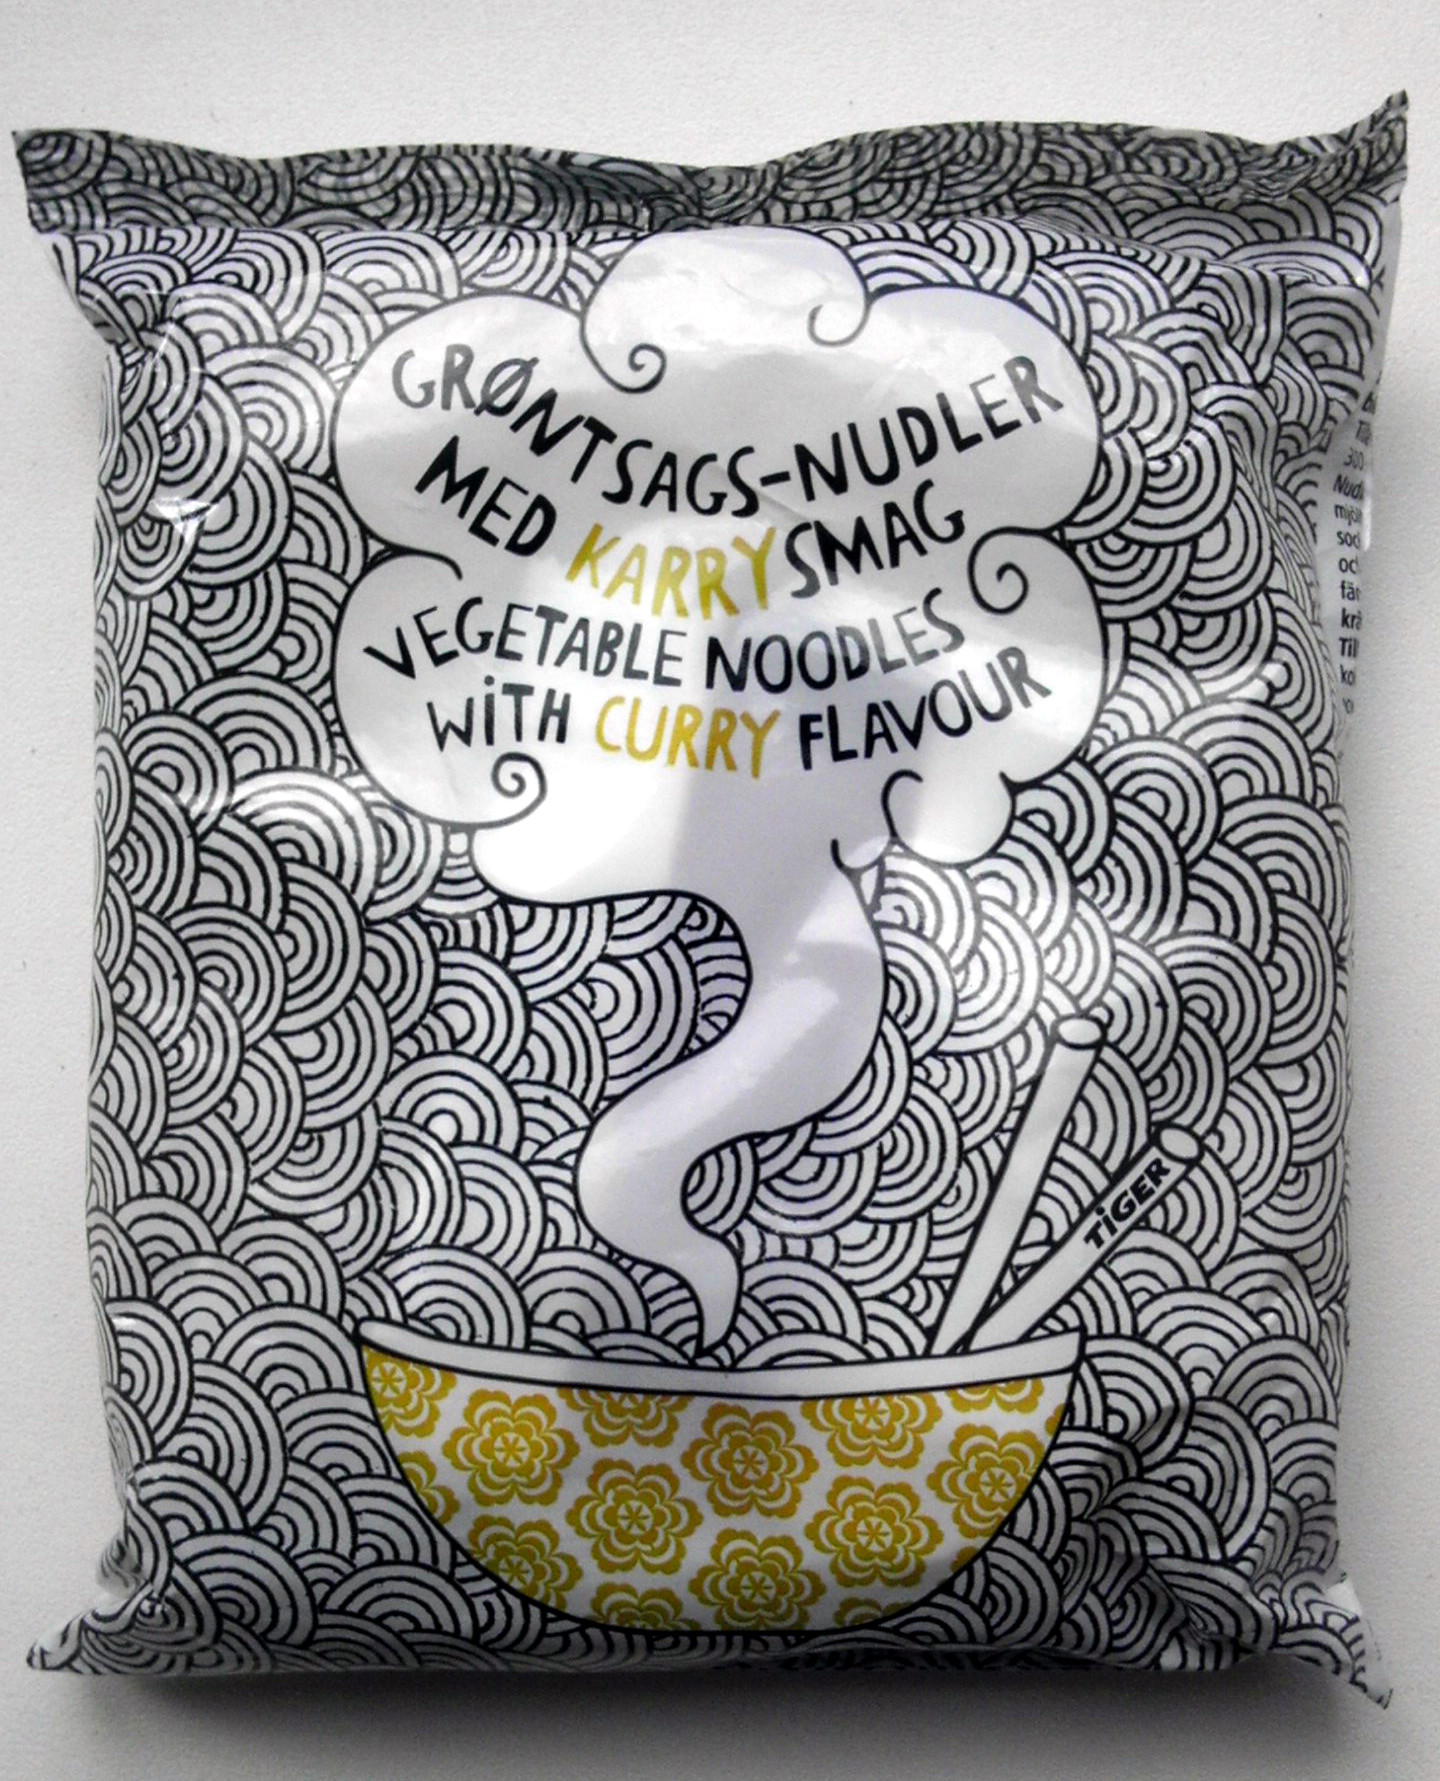 GRØNTSAGS-NUDLER
MED KARRYSMAG
VEGETABLE NOODLES
WiTH CURRY FLAVOUR
TiGER